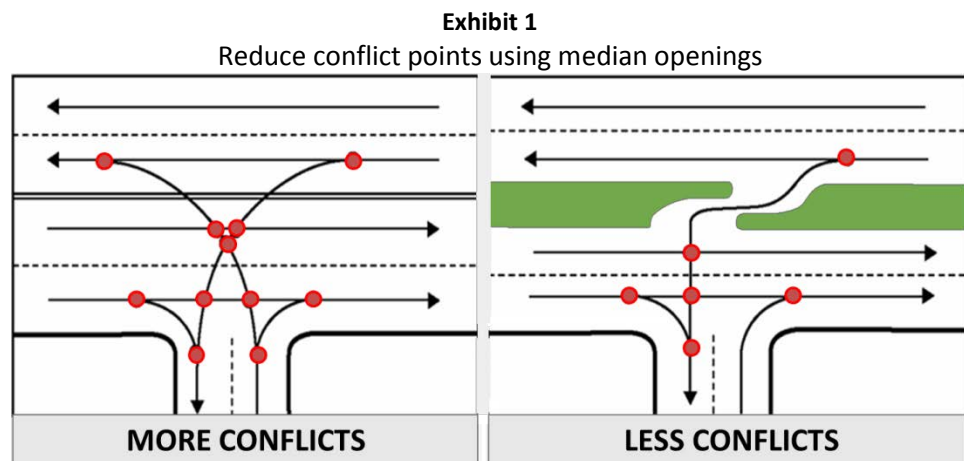 Exhibit 1
Reduce conflict points using median openings
MORE CONFLICTS
LESS CONFLICTS